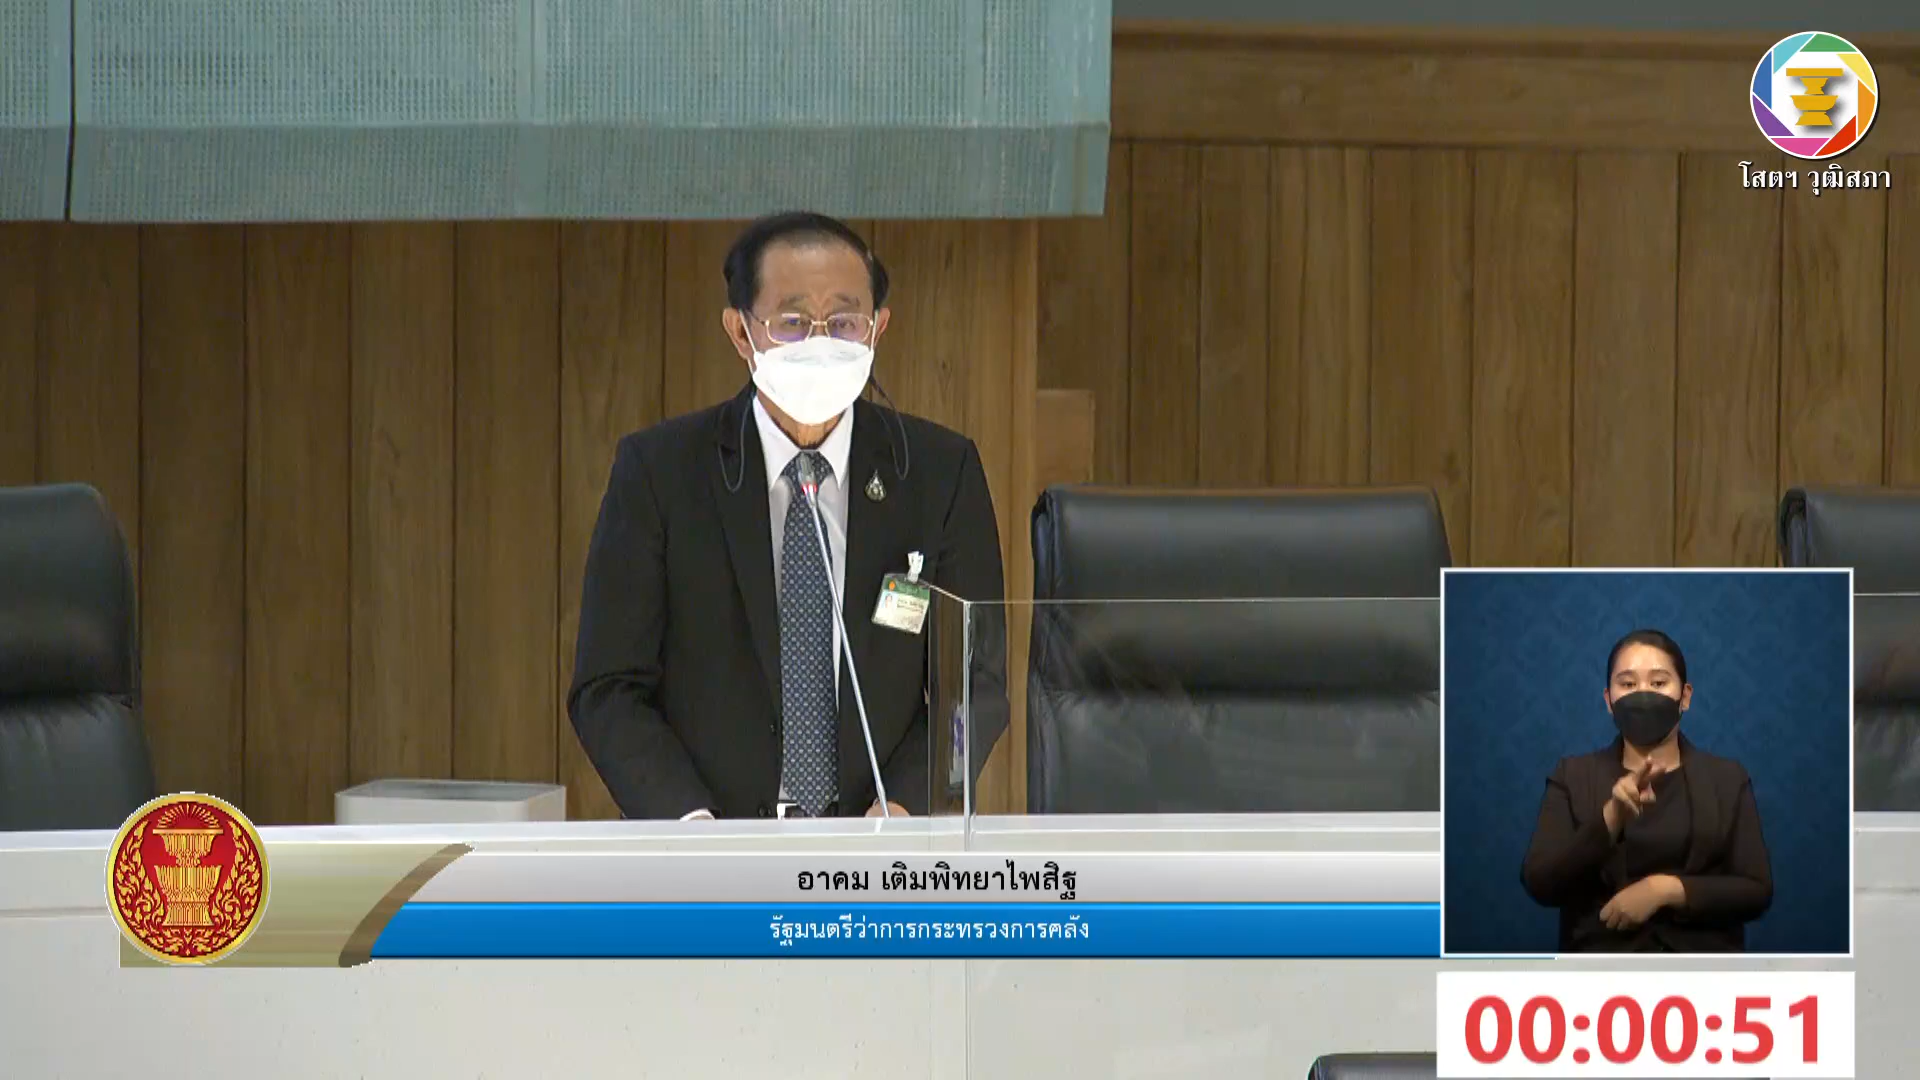 โสตฯ วุฒิสภา
อาคม เติมพิทยาไพสิฐ
รัฐมนตรีว่าการกระทรวงการคลัง
00:00:51